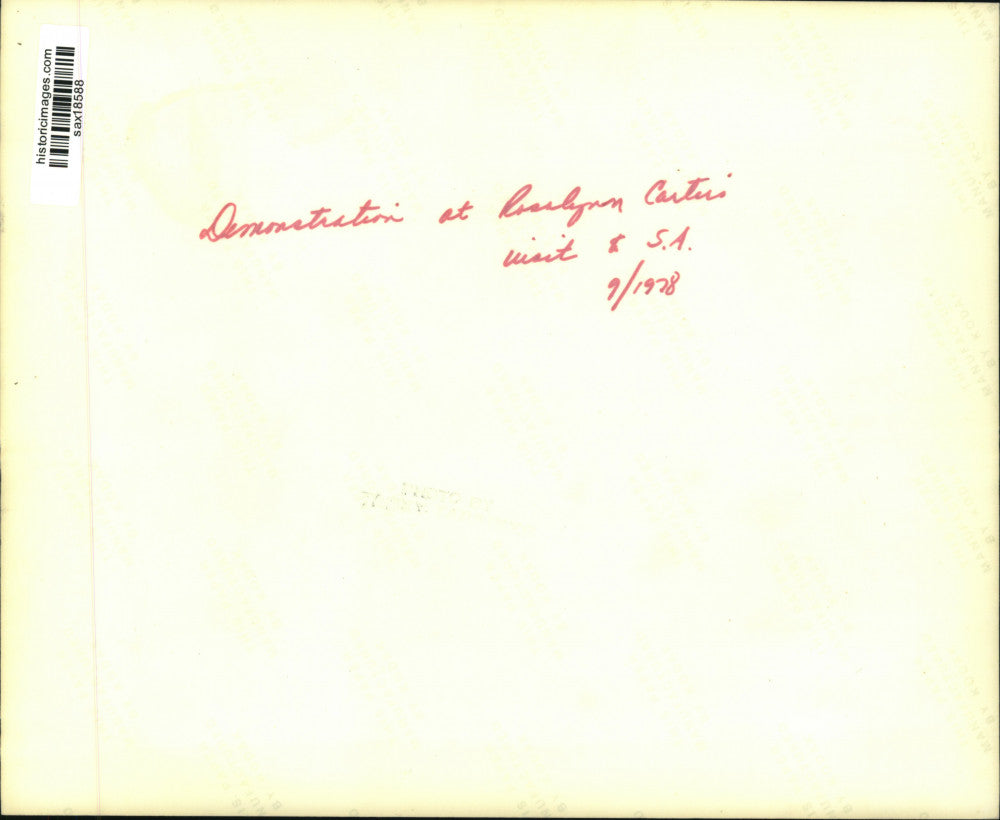 historicimages.com
sax18588
Demonstration at Rosalynn Carter's
visit to S.A.
9/1978